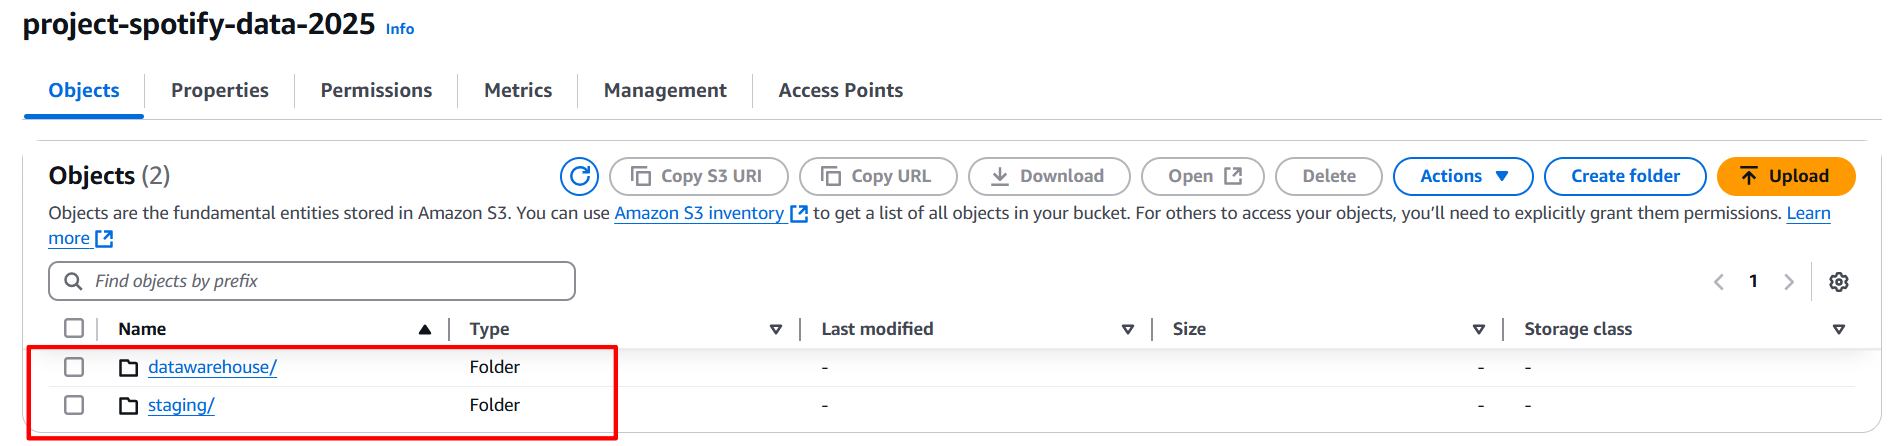 project-spotify-data-2025 Info
Objects Properties Permissions Metrics Management Access Points
Objects (2) Copy S3 URI Copy URL Download Open Delete Actions Create folder Upload
Objects are the fundamental entities stored in Amazon S3. You can use Amazon S3 inventory to get a list of all objects in your bucket. For others to access your objects, you’ll need to explicitly grant them permissions. Learn
more
Find objects by prefix 1
Name Type Last modified Size Storage class
datawarehouse/ Folder - - -
staging/ Folder - - -